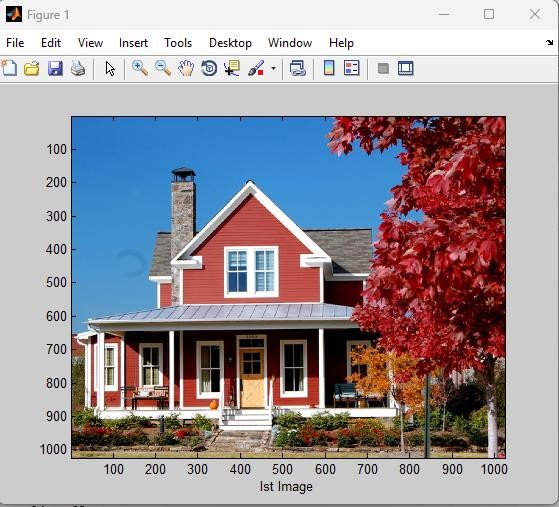 Figure 1
File Edit View Insert Tools Desktop Window Help
100
200
300
400
500
600
700
800
900
1000
100 200 300 400 500 600 700 800 900 1000
Ist Image